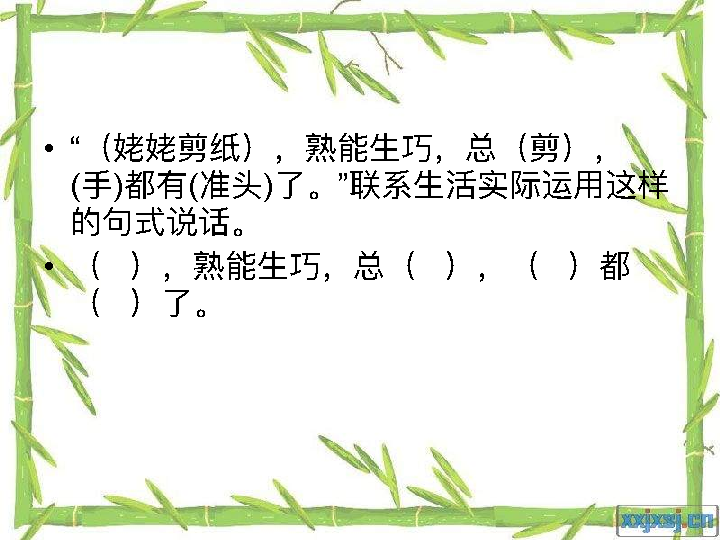 • “（姥姥剪纸），熟能生巧，总（剪），
(手)都有(准头)了。”联系生活实际运用这样
的句式说话。
• （ ），熟能生巧，总（ ），（ ）都
（ ）了。
xxjxsj.cn